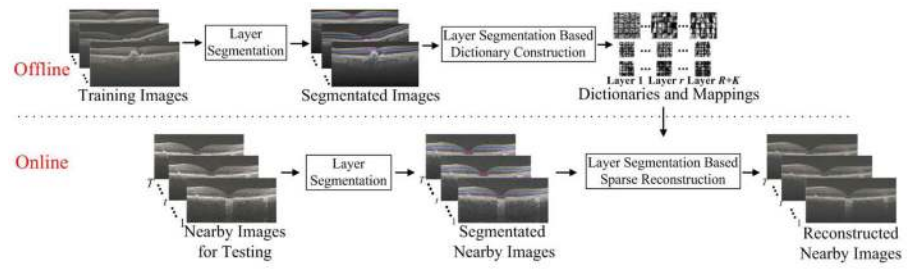 Offline
Training Images
Layer
Segmentation
Segmentated Images
Layer Segmentation Based
Dictionary Construction
Layer 1 Layer r Layer R+K
Dictionaries and Mappings
Online
T
t
1
Nearby Images
for Testing
Layer
Segmentation
T
t
1
Segmentated
Nearby Images
Layer Segmentation Based
Sparse Reconstruction
T
t
1
Reconstructed
Nearby Images